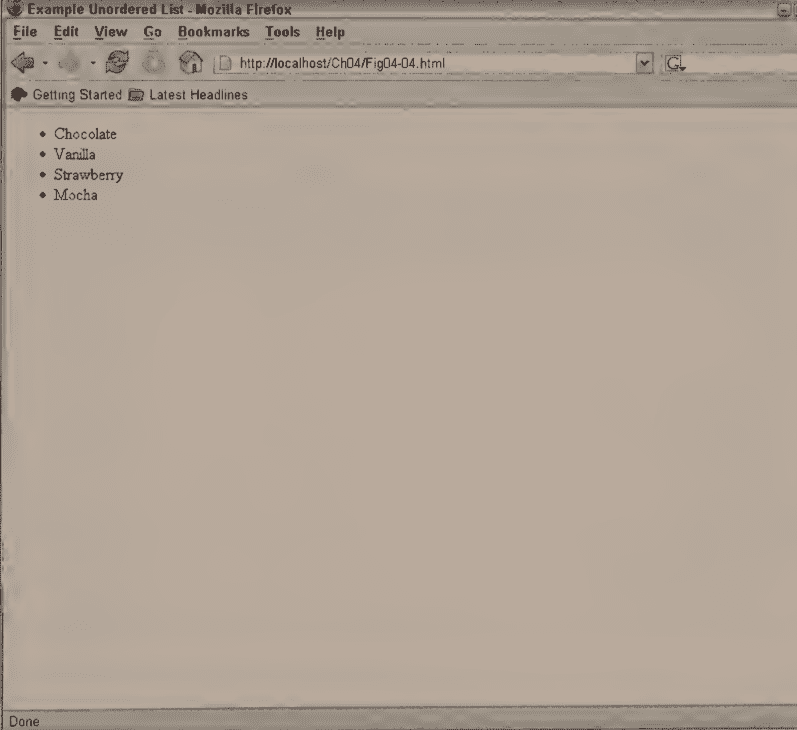 Example Unordered List - Mozilla Firefox
File Edit View Go Bookmarks Tools Help
http://localhost/Ch04/Fig04-04.html
G
Getting Started Latest Headlines
• Chocolate
• Vanilla
• Strawberry
• Mocha
Done